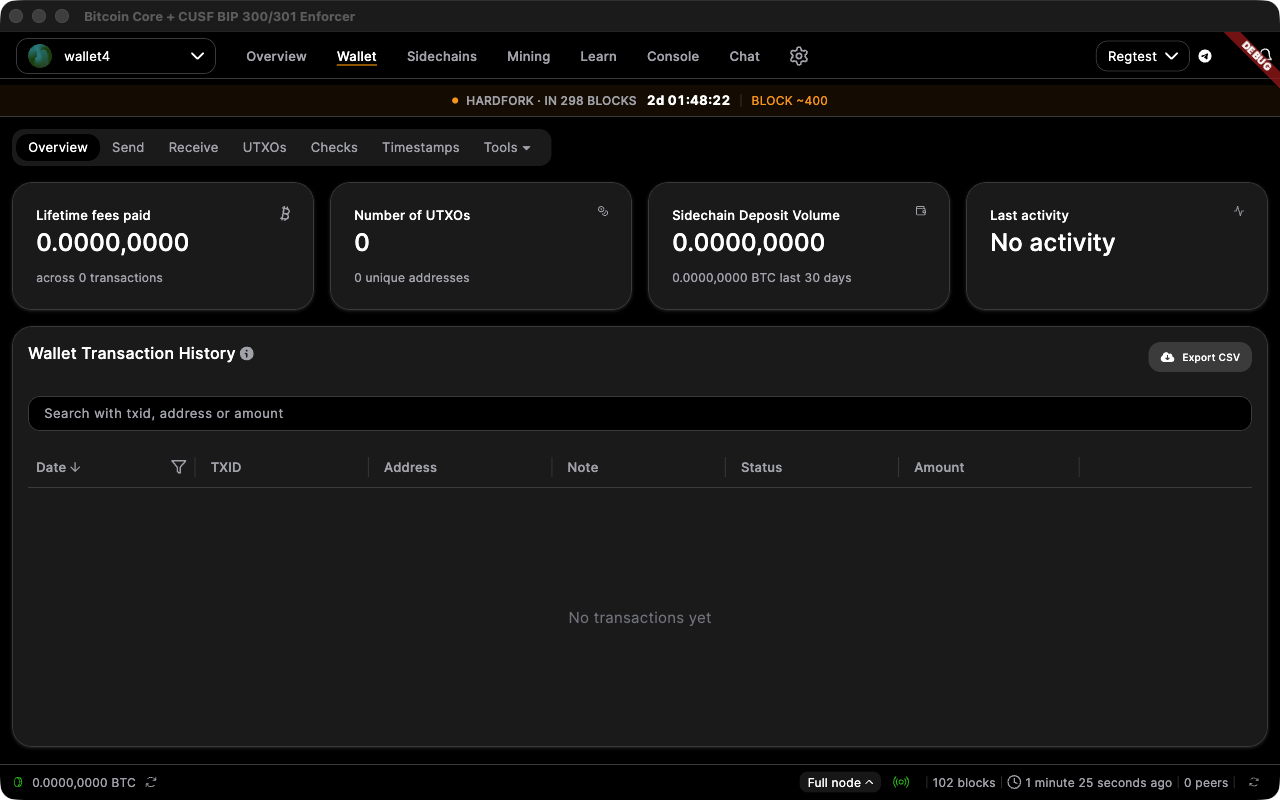 Bitcoin Core + CUSF BIP 300/301 Enforcer
wallet4 Overview Wallet Sidechains Mining Learn Console Chat Regtest DEBUG
HARDFORK · IN 298 BLOCKS 2d 01:48:22 BLOCK ~400
Overview Send Receive UTXOs Checks Timestamps Tools
Lifetime fees paid
0.0000,0000
across 0 transactions
Number of UTXOs
0
0 unique addresses
Sidechain Deposit Volume
0.0000,0000
0.0000,0000 BTC last 30 days
Last activity
No activity
Wallet Transaction History
Export CSV
Search with txid, address or amount
Date TXID Address Note Status Amount
No transactions yet
0.0000,0000 BTC Full node 102 blocks 1 minute 25 seconds ago 0 peers